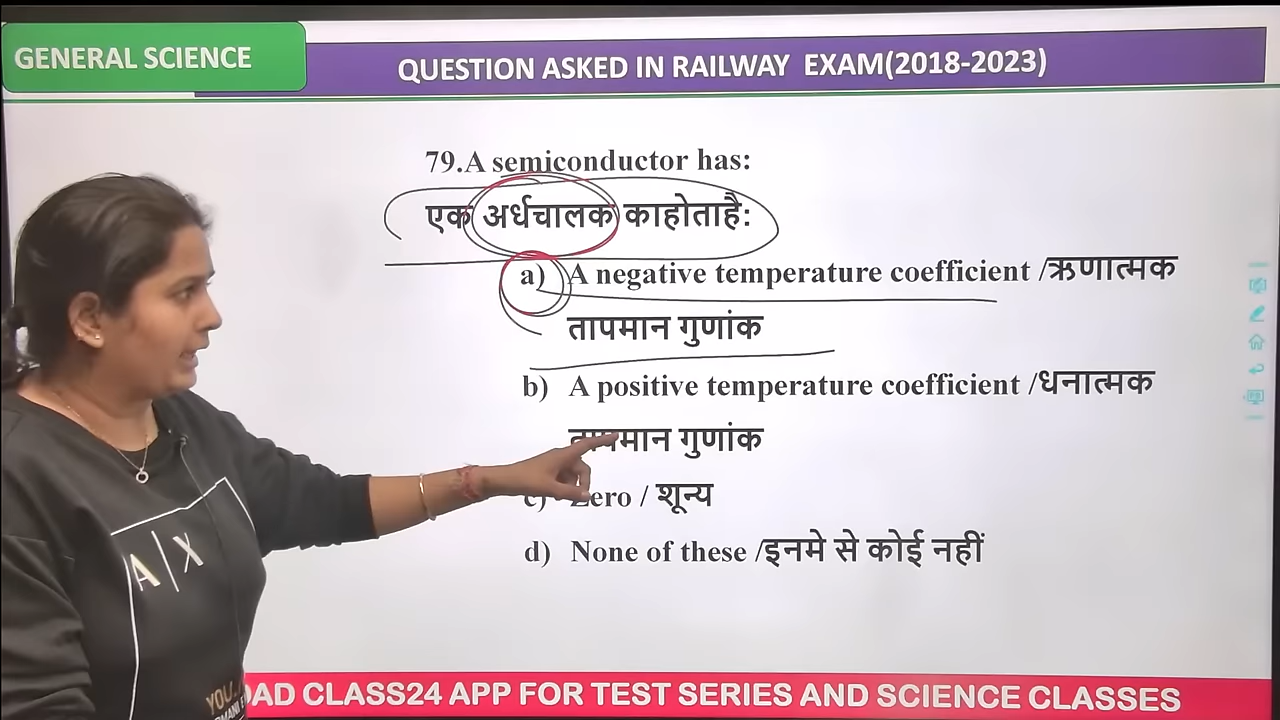 GENERAL SCIENCE
QUESTION ASKED IN RAILWAY EXAM(2018-2023)
79.A semiconductor has:
एक अर्धचालक काहोताहै:
a) A negative temperature coefficient /ऋणात्मक
तापमान गुणांक
b) A positive temperature coefficient /धनात्मक
तापमान गुणांक
c) Zero / शून्य
d) None of these /इनमे से कोई नहीं
A|X
YOU
AD CLASS24 APP FOR TEST SERIES AND SCIENCE CLASSES